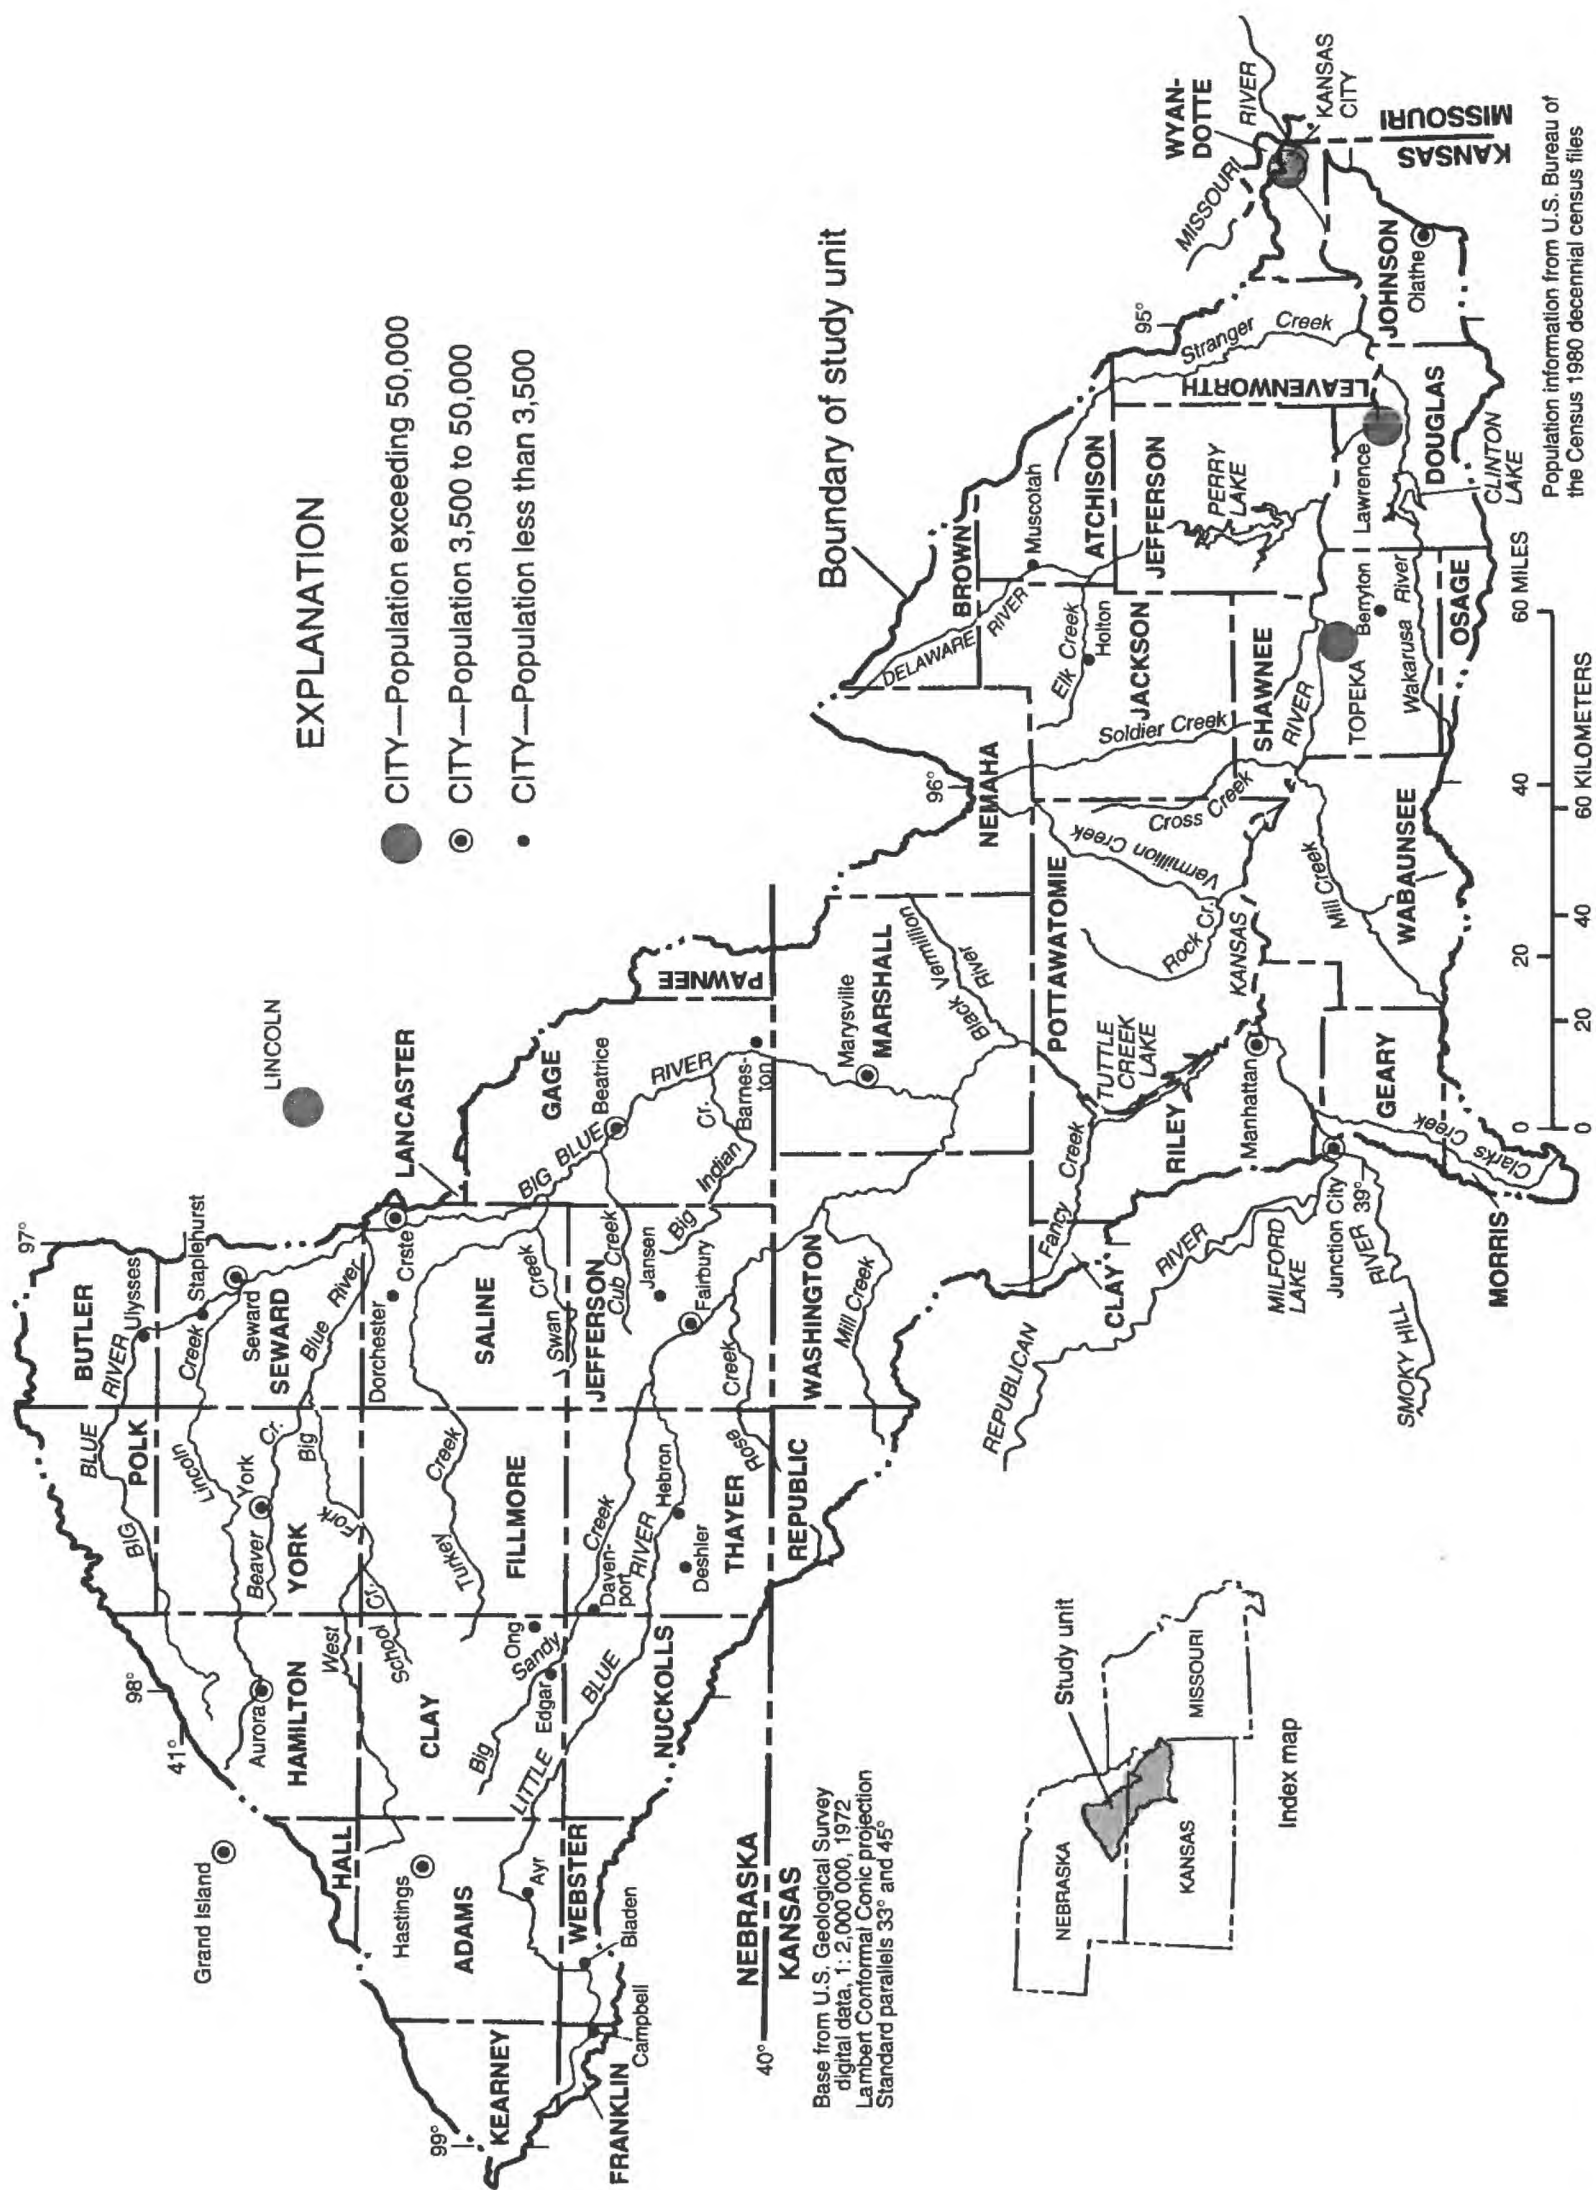 EXPLANATION
CITY—Population exceeding 50,000
CITY—Population 3,500 to 50,000
CITY—Population less than 3,500
Boundary of study unit
Grand Island
LINCOLN
99°
98°
97°
96°
95°
41°
40°
39°
BUTLER
POLK
BIG
BLUE
RIVER
Ulysses
Staplehurst
Lincoln
Creek
Seward
SEWARD
Aurora
HAMILTON
York
YORK
Beaver
Cr.
West
Fork
Big
Blue
River
School
Cr.
HALL
Hastings
ADAMS
CLAY
FILLMORE
SALINE
Dorchester
Crete
LANCASTER
Turkey
Creek
Swan
Creek
KEARNEY
FRANKLIN
Campbell
Bladen
WEBSTER
Ayr
LITTLE
BLUE
RIVER
Big
Sandy
Creek
Edgar
Ong
Daven-
port
NUCKOLLS
THAYER
Deshler
Hebron
Rose
Creek
JEFFERSON
Cub Creek
Jansen
Fairbury
Big
Indian
Cr.
GAGE
BIG BLUE
RIVER
Beatrice
Barnes-
ton
PAWNEE
NEBRASKA
KANSAS
REPUBLIC
WASHINGTON
Mill Creek
Marysville
MARSHALL
Black Vermillion
River
NEMAHA
BROWN
DELAWARE
RIVER
Muscotah
ATCHISON
Elk Creek
Holton
JACKSON
Soldier Creek
POTTAWATOMIE
Vermillion Creek
Cross
Creek
Rock Cr.
TUTTLE
CREEK
LAKE
Fancy
Creek
RILEY
CLAY
Manhattan
KANSAS
RIVER
REPUBLICAN
RIVER
MILFORD
LAKE
Junction City
SMOKY HILL
RIVER
GEARY
Clarks
Creek
MORRIS
Mill Creek
WABAUNSEE
SHAWNEE
TOPEKA
Berryton
Wakarusa
River
OSAGE
JEFFERSON
PERRY
LAKE
Lawrence
DOUGLAS
CLINTON
LAKE
LEAVENWORTH
Stranger
Creek
JOHNSON
Olathe
WYAN-
DOTTE
MISSOURI
RIVER
KANSAS
CITY
KANSAS
MISSOURI
Base from U.S. Geological Survey
digital data, 1: 2,000 000, 1972
Lambert Conformal Conic projection
Standard parallels 33° and 45°
NEBRASKA
KANSAS
MISSOURI
Study unit
Index map
0 20 40 60 MILES
0 20 40 60 KILOMETERS
Population information from U.S. Bureau of
the Census 1980 decennial census files